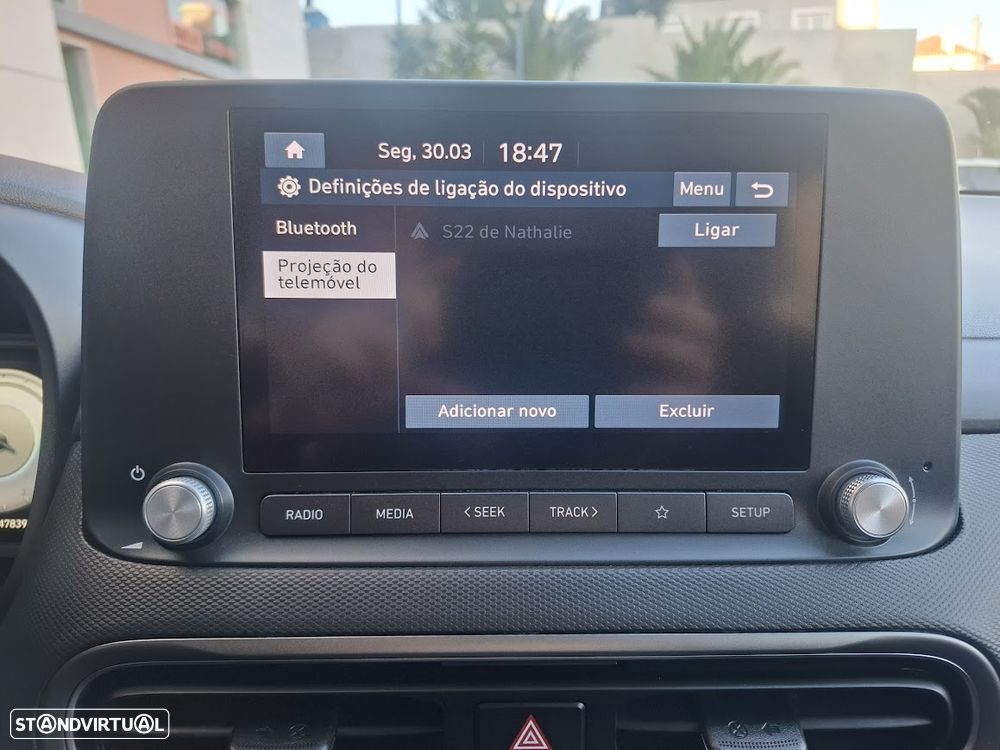 Seg, 30.03 18:47
Definições de ligação do dispositivo Menu
Bluetooth S22 de Nathalie Ligar
Projeção do
telemóvel
Adicionar novo Excluir
RADIO MEDIA < SEEK TRACK > SETUP
47839
STANDVIRTUAL